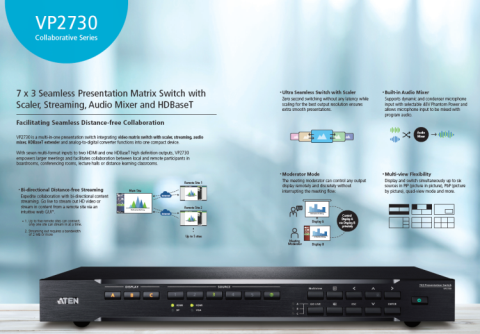 VP2730
Collaborative Series
7 x 3 Seamless Presentation Matrix Switch with
Scaler, Streaming, Audio Mixer and HDBaseT
Facilitating Seamless Distance-free Collaboration
VP2730 is a multi-in-one presentation switch integrating video matrix switch with scaler, streaming, audio
mixer, HDBaseT extender and analog-to-digital converter functions into one compact device.
With seven multi-format inputs to two HDMI and one HDBaseT high definition outputs, VP2730
empowers larger meetings and facilitates collaboration between local and remote participants in
boardrooms, conferencing rooms, lecture halls or distance learning classrooms.
•Bi-directional Distance-free Streaming
Expedite collaboration with bi-directional content
streaming. Go live to stream out HD video or
stream in content from a remote site via an
intuitive web GUI*.
Main Site
Remote Site 1
Remote Site 2
Up to 7 sites
•Ultra Seamless Switch with Scaler
Zero second switching without any latency while
scaling for the best output resolution ensures
extra smooth presentations.
•Moderator Mode
The meeting moderator can control any output
display remotely and discretely without
interrupting the meeting flow.
Meeting
Moderator
Display A
Display B
Control
Display B
via Display A
•Built-in Audio Mixer
Supports dynamic and condenser microphone
input with selectable 48V Phantom Power and
allows microphone input to be mixed with
program audio.
Audio
•Multi-view Flexibility
Display and switch simultaneously up to six
sources in PiP (picture in picture), PbP (picture
by picture), quad-view mode and more.
ATEN
DISPLAY
A B C
SOURCE